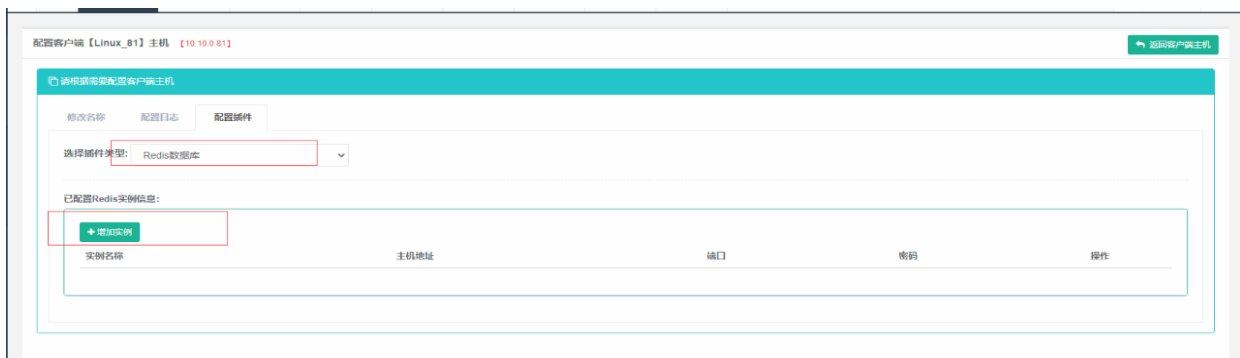 配置客户端【Linux_81】主机 【10.10.0.81】
返回客户端主机
请根据需要配置客户端主机
修改名称 配置日志 配置插件
选择插件类型: Redis数据库
已配置Redis实例信息:
增加实例
实例名称 主机地址 端口 密码 操作